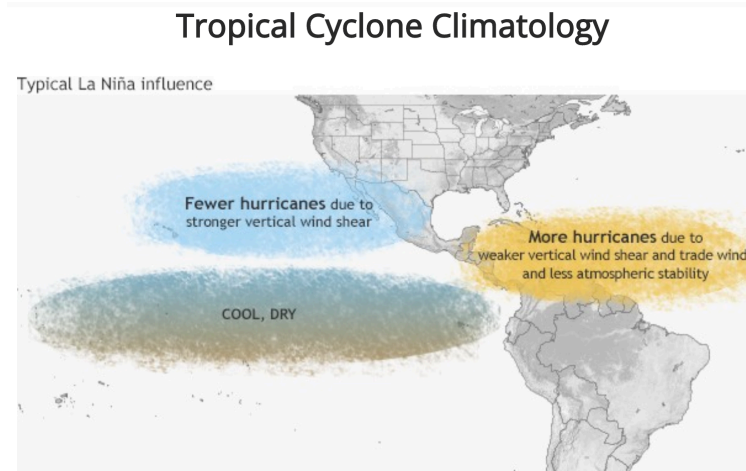 Tropical Cyclone Climatology
Typical La Niña influence
Fewer hurricanes due to
stronger vertical wind shear
More hurricanes due to
weaker vertical wind shear and trade wind
and less atmospheric stability
COOL, DRY